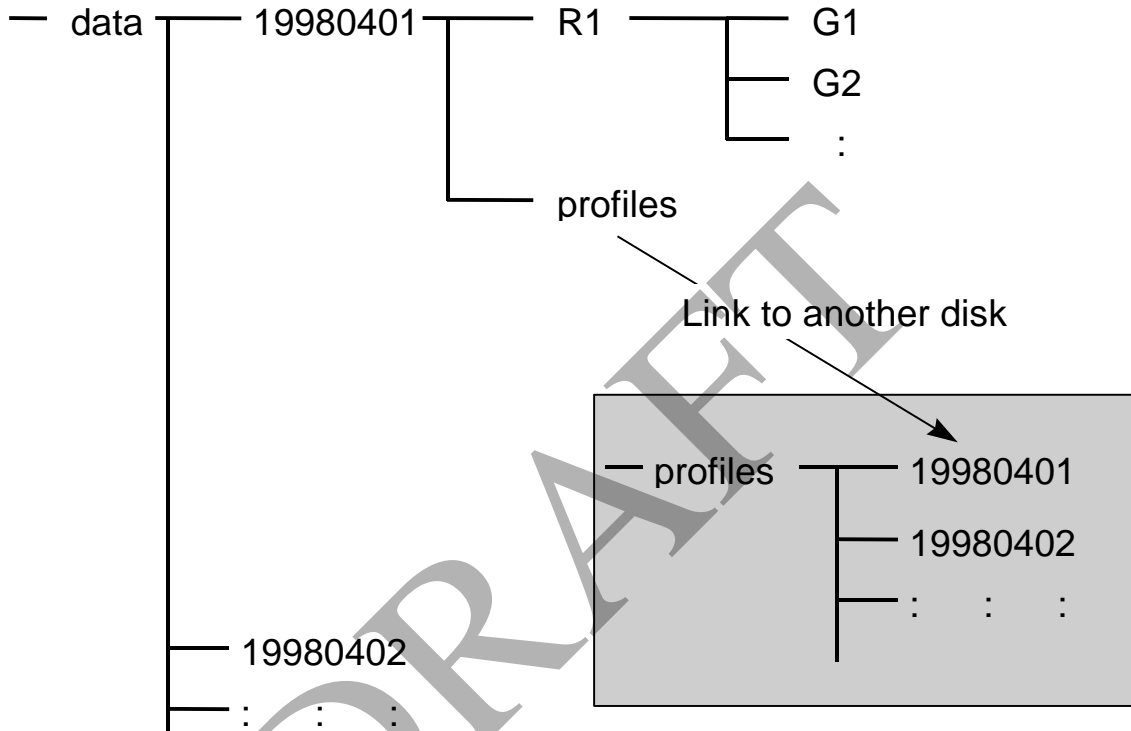 data 19980401 R1 G1
G2
:
profiles
Link to another disk
profiles 19980401
19980402
: : :
19980402
: : :
DRAFT